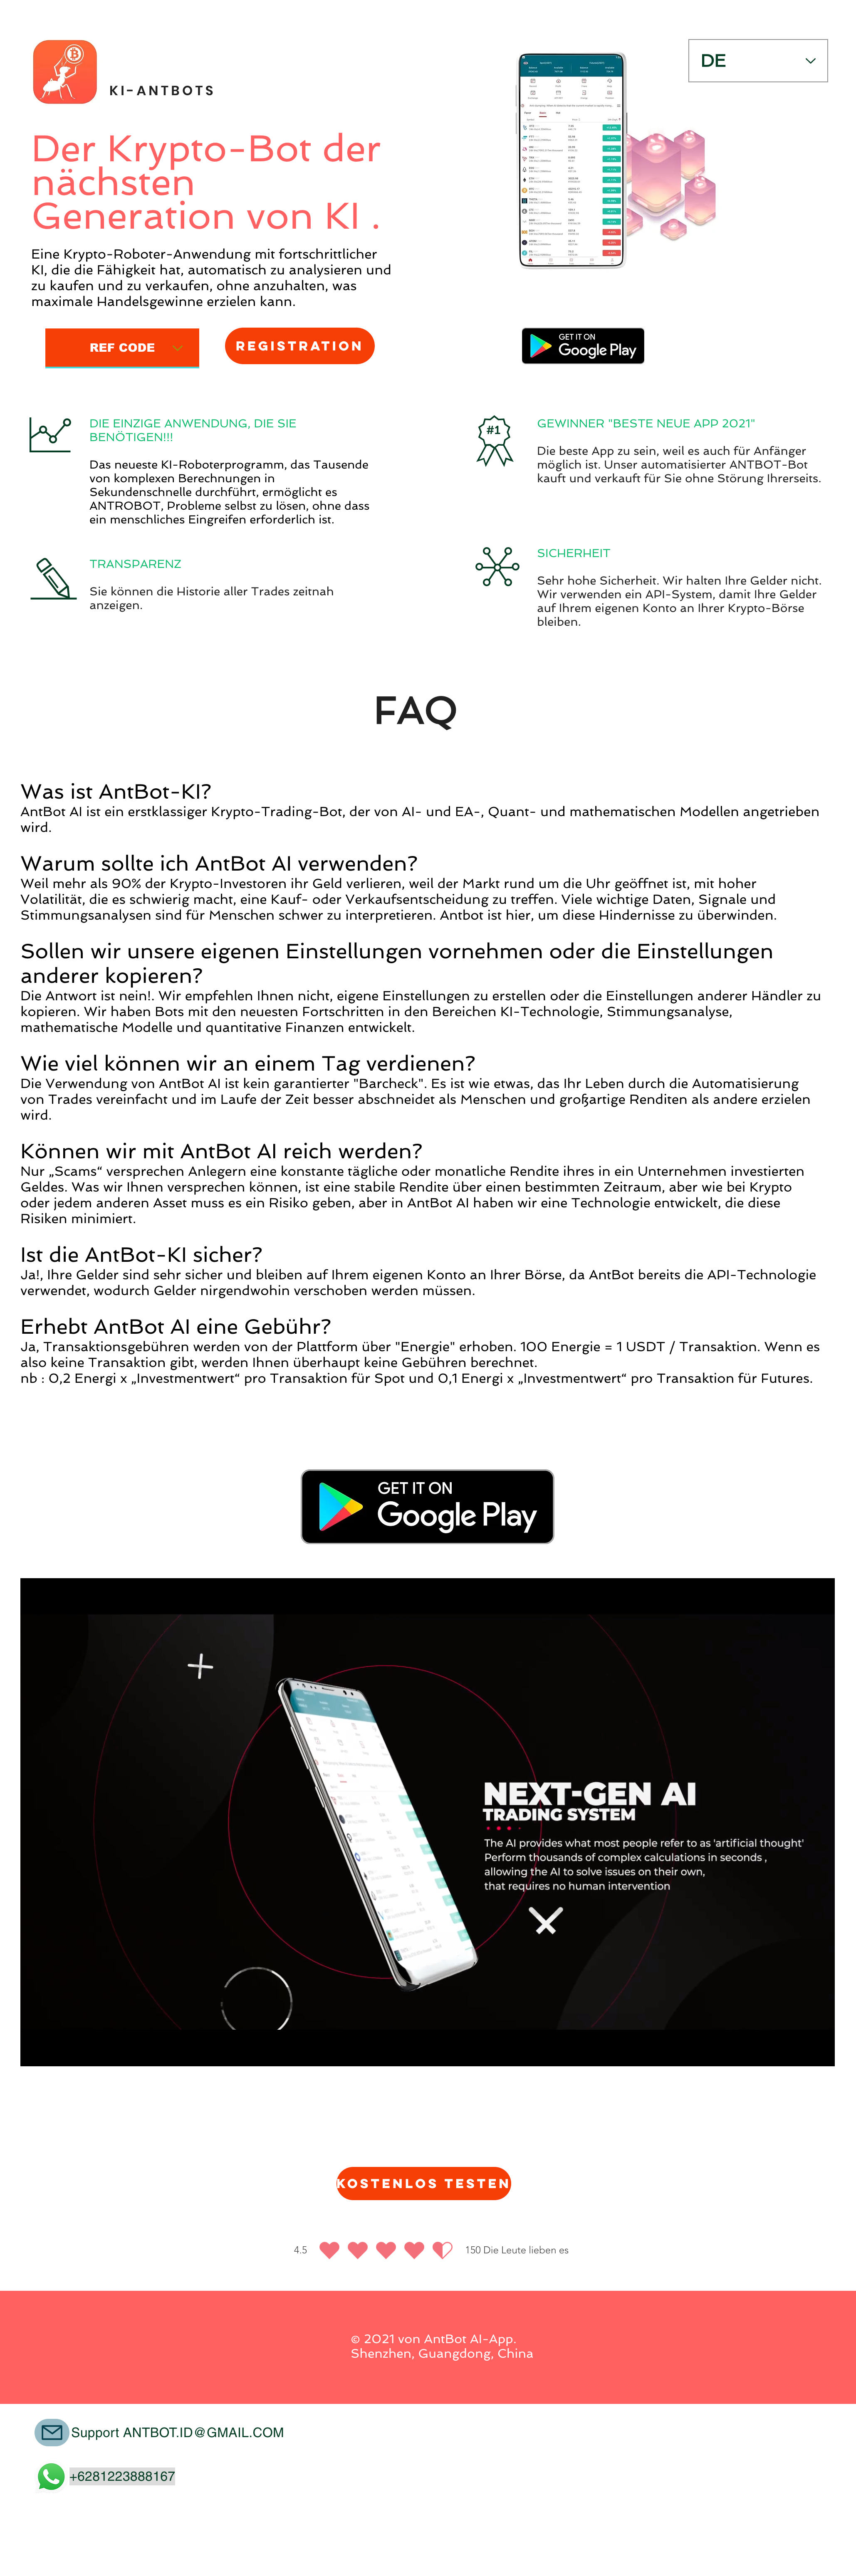 KI-ANTBOTS
DE
Der Krypto-Bot der
nächsten
Generation von KI .
Eine Krypto-Roboter-Anwendung mit fortschrittlicher
KI, die die Fähigkeit hat, automatisch zu analysieren und
zu kaufen und zu verkaufen, ohne anzuhalten, was
maximale Handelsgewinne erzielen kann.
REF CODE
REGISTRATION
GET IT ON
Google Play
DIE EINZIGE ANWENDUNG, DIE SIE
BENÖTIGEN!!!
Das neueste KI-Roboterprogramm, das Tausende
von komplexen Berechnungen in
Sekundenschnelle durchführt, ermöglicht es
ANTROBOT, Probleme selbst zu lösen, ohne dass
ein menschliches Eingreifen erforderlich ist.
#1
GEWINNER "BESTE NEUE APP 2021"
Die beste App zu sein, weil es auch für Anfänger
möglich ist. Unser automatisierter ANTBOT-Bot
kauft und verkauft für Sie ohne Störung Ihrerseits.
TRANSPARENZ
Sie können die Historie aller Trades zeitnah
anzeigen.
SICHERHEIT
Sehr hohe Sicherheit. Wir halten Ihre Gelder nicht.
Wir verwenden ein API-System, damit Ihre Gelder
auf Ihrem eigenen Konto an Ihrer Krypto-Börse
bleiben.
FAQ
Was ist AntBot-KI?
AntBot AI ist ein erstklassiger Krypto-Trading-Bot, der von AI- und EA-, Quant- und mathematischen Modellen angetrieben
wird.
Warum sollte ich AntBot AI verwenden?
Weil mehr als 90% der Krypto-Investoren ihr Geld verlieren, weil der Markt rund um die Uhr geöffnet ist, mit hoher
Volatilität, die es schwierig macht, eine Kauf- oder Verkaufsentscheidung zu treffen. Viele wichtige Daten, Signale und
Stimmungsanalysen sind für Menschen schwer zu interpretieren. Antbot ist hier, um diese Hindernisse zu überwinden.
Sollen wir unsere eigenen Einstellungen vornehmen oder die Einstellungen
anderer kopieren?
Die Antwort ist nein!. Wir empfehlen Ihnen nicht, eigene Einstellungen zu erstellen oder die Einstellungen anderer Händler zu
kopieren. Wir haben Bots mit den neuesten Fortschritten in den Bereichen KI-Technologie, Stimmungsanalyse,
mathematische Modelle und quantitative Finanzen entwickelt.
Wie viel können wir an einem Tag verdienen?
Die Verwendung von AntBot AI ist kein garantierter "Barcheck". Es ist wie etwas, das Ihr Leben durch die Automatisierung
von Trades vereinfacht und im Laufe der Zeit besser abschneidet als Menschen und großartige Renditen als andere erzielen
wird.
Können wir mit AntBot AI reich werden?
Nur „Scams“ versprechen Anlegern eine konstante tägliche oder monatliche Rendite ihres in ein Unternehmen investierten
Geldes. Was wir Ihnen versprechen können, ist eine stabile Rendite über einen bestimmten Zeitraum, aber wie bei Krypto
oder jedem anderen Asset muss es ein Risiko geben, aber in AntBot AI haben wir eine Technologie entwickelt, die diese
Risiken minimiert.
Ist die AntBot-KI sicher?
Ja!, Ihre Gelder sind sehr sicher und bleiben auf Ihrem eigenen Konto an Ihrer Börse, da AntBot bereits die API-Technologie
verwendet, wodurch Gelder nirgendwohin verschoben werden müssen.
Erhebt AntBot AI eine Gebühr?
Ja, Transaktionsgebühren werden von der Plattform über "Energie" erhoben. 100 Energie = 1 USDT / Transaktion. Wenn es
also keine Transaktion gibt, werden Ihnen überhaupt keine Gebühren berechnet.
nb : 0,2 Energi x „Investmentwert“ pro Transaktion für Spot und 0,1 Energi x „Investmentwert“ pro Transaktion für Futures.
GET IT ON
Google Play
NEXT-GEN AI
TRADING SYSTEM
The AI provides what most people refer to as 'artificial thought'
Perform thousands of complex calculations in seconds ,
allowing the AI to solve issues on their own,
that requires no human intervention
KOSTENLOS TESTEN
4.5
150 Die Leute lieben es
© 2021 von AntBot AI-App.
Shenzhen, Guangdong, China
Support ANTBOT.ID@GMAIL.COM
+6281223888167